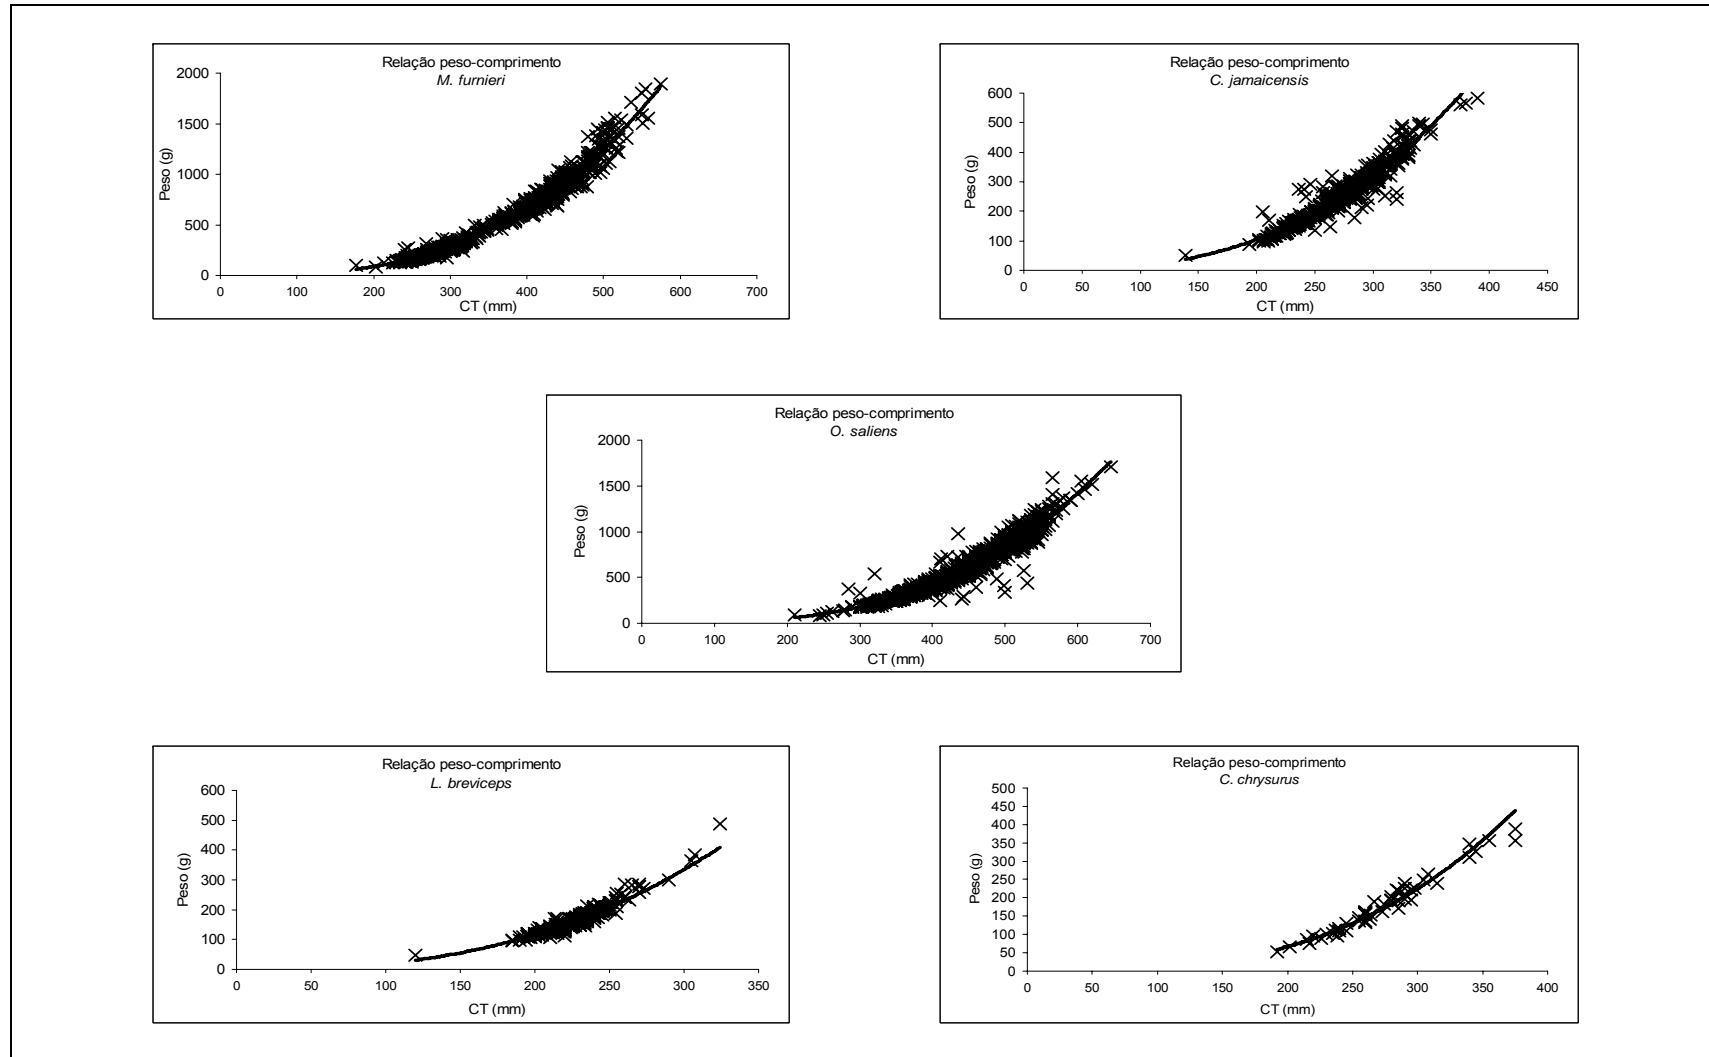 Relação peso-comprimento
M. furnieri
Peso (g)
2000
1500
1000
500
0
0 100 200 300 400 500 600 700
CT (mm)
Relação peso-comprimento
C. jamaicensis
Peso (g)
600
500
400
300
200
100
0
0 50 100 150 200 250 300 350 400 450
CT (mm)
Relação peso-comprimento
O. saliens
Peso (g)
2000
1500
1000
500
0
0 100 200 300 400 500 600 700
CT (mm)
Relação peso-comprimento
L. breviceps
Peso (g)
600
500
400
300
200
100
0
0 50 100 150 200 250 300 350
CT (mm)
Relação peso-comprimento
C. chrysurus
Peso (g)
500
450
400
350
300
250
200
150
100
50
0
0 50 100 150 200 250 300 350 400
CT (mm)